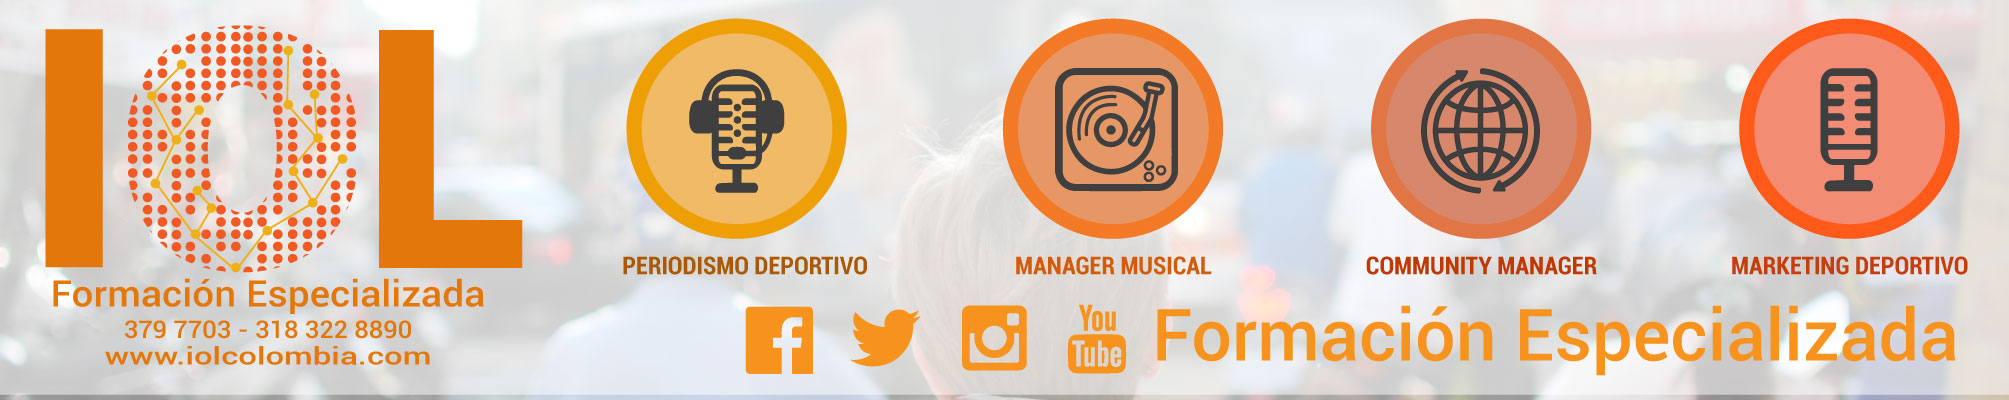 IOL
Formación Especializada
379 7703 - 318 322 8890
www.iolcolombia.com
PERIODISMO DEPORTIVO
MANAGER MUSICAL
COMMUNITY MANAGER
MARKETING DEPORTIVO
f
You
Tube
Formación Especializada